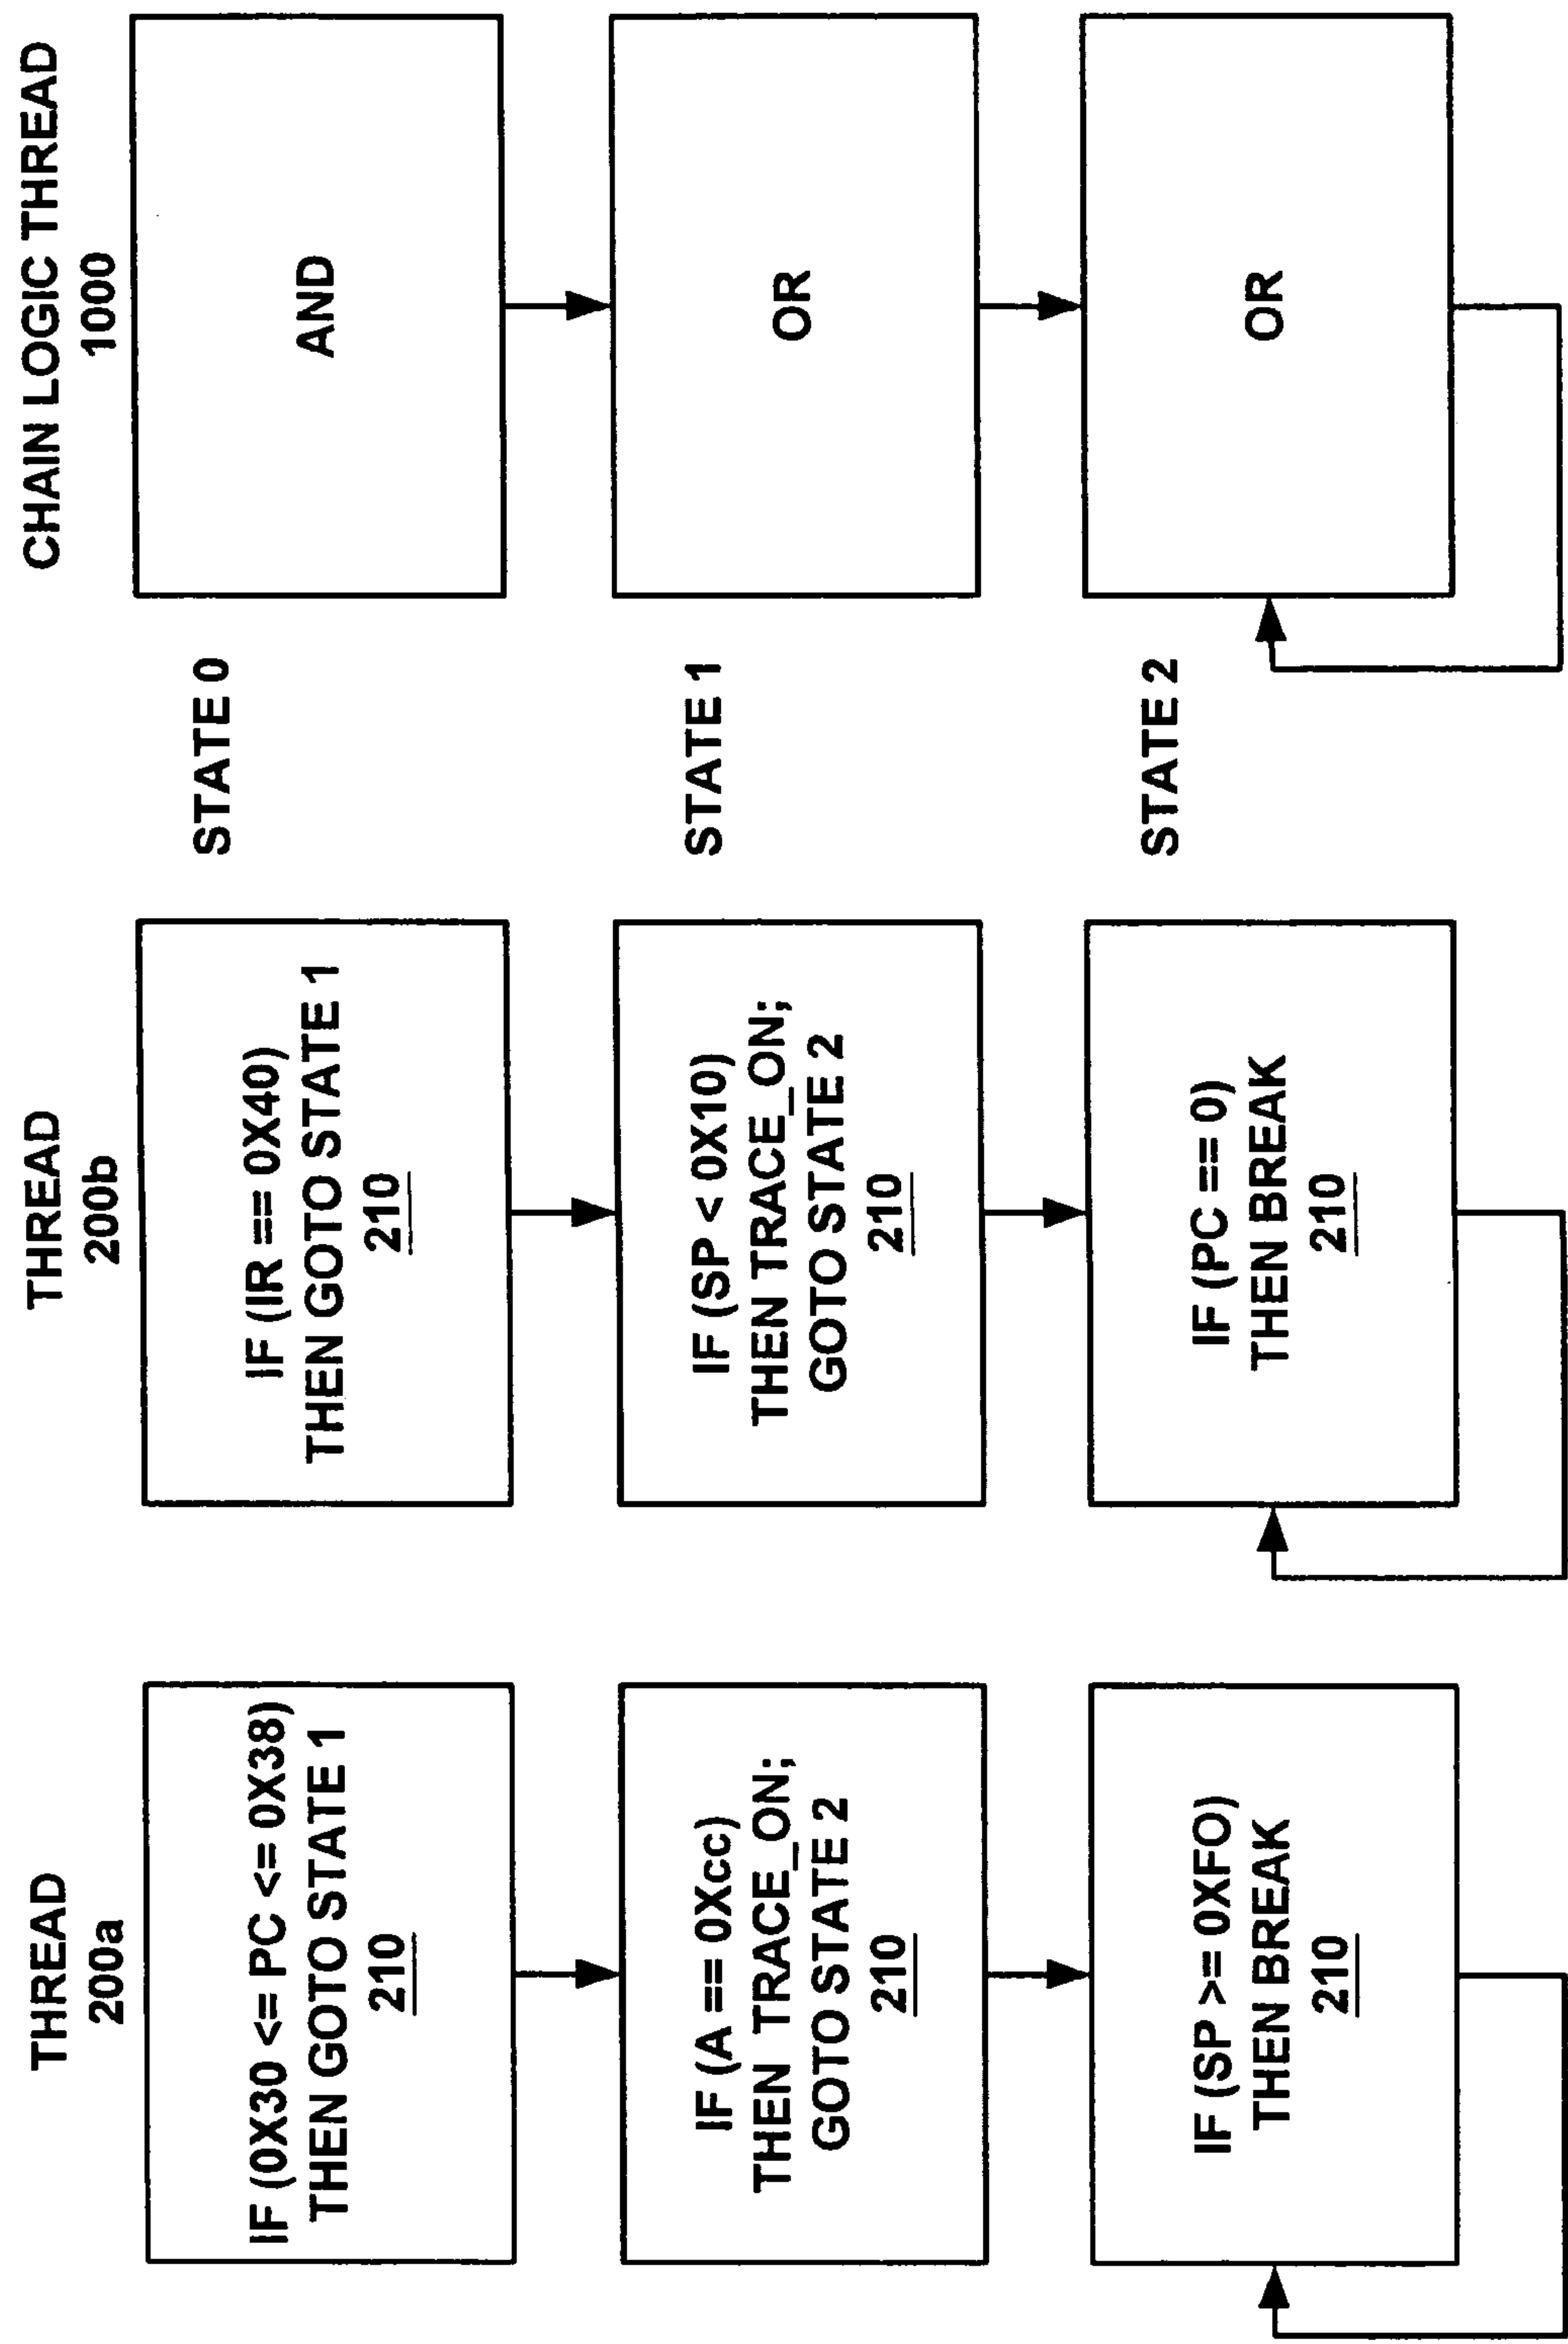 THREAD
200a
THREAD
200b
CHAIN LOGIC THREAD
1000
IF (0X30 <= PC <= 0X38)
THEN GOTO STATE 1
210
IF (IR == 0X40)
THEN GOTO STATE 1
210
STATE 0
AND
IF (A == 0Xcc)
THEN TRACE_ON;
GOTO STATE 2
210
IF (SP < 0X10)
THEN TRACE_ON;
GOTO STATE 2
210
STATE 1
OR
IF (SP >= 0XFO)
THEN BREAK
210
IF (PC == 0)
THEN BREAK
210
STATE 2
OR